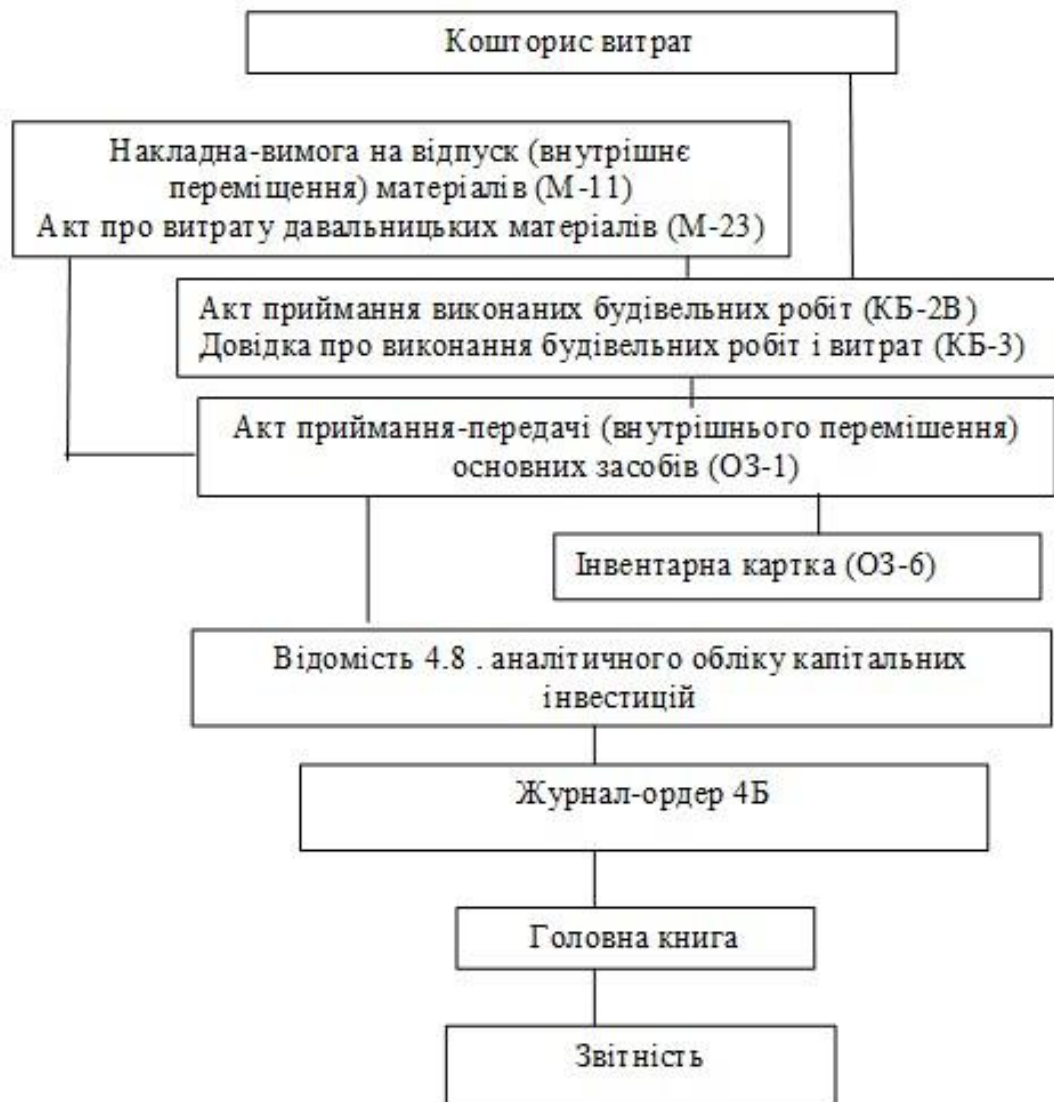 Кошторис витрат
Накладна-вимога на відпуск (внутрішнє
переміщення) матеріалів (М-11)
Акт про витрату давальницьких матеріалів (М-23)
Акт приймання виконаних будівельних робіт (КБ-2В)
Довідка про виконання будівельних робіт і витрат (КБ-3)
Акт приймання-передачі (внутрішнього перемішення)
основних засобів (ОЗ-1)
Інвентарна картка (ОЗ-6)
Відомість 4.8 . аналітичного обліку капітальних
інвестицій
Журнал-ордер 4Б
Головна книга
Звітність